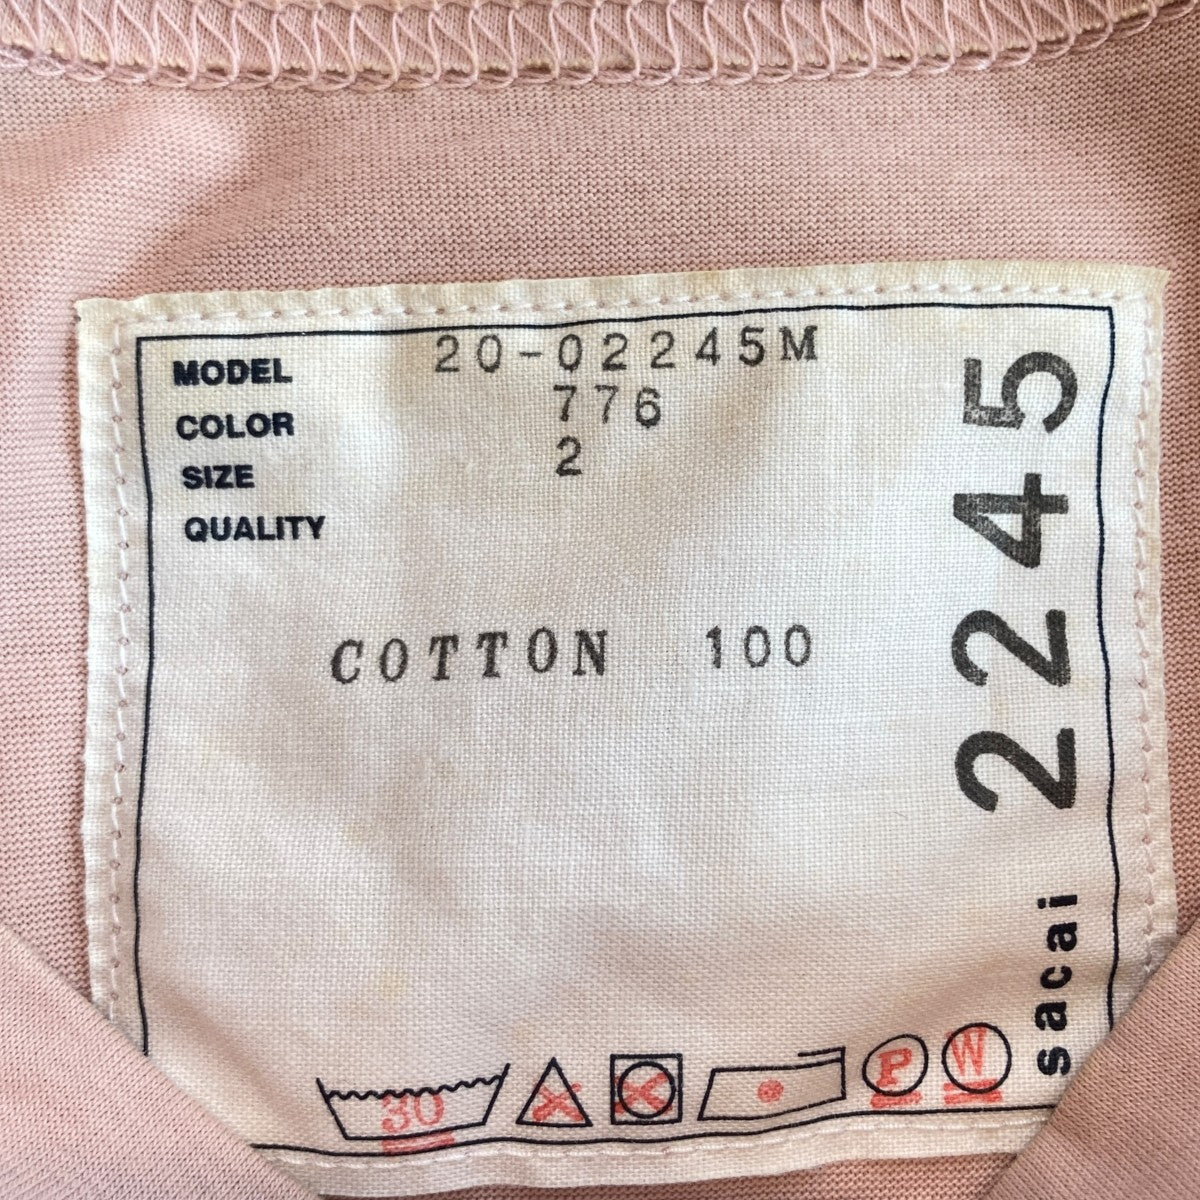 MODEL 20-02245M
COLOR 776
SIZE 2
QUALITY
COTTON 100
2245
sacai
30
P
W